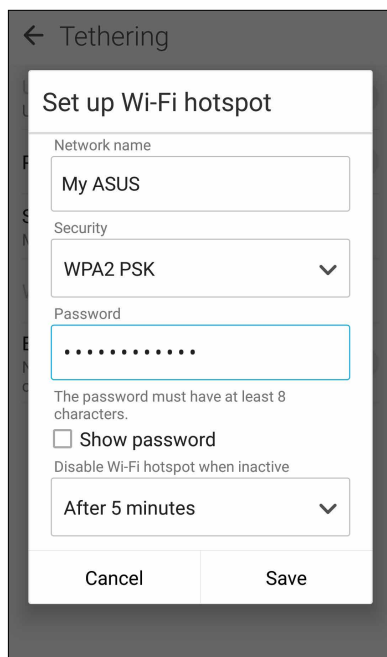 Tethering
Set up Wi-Fi hotspot
Network name
My ASUS
Security
WPA2 PSK
Password
••••••••••••
The password must have at least 8
characters.
Show password
Disable Wi-Fi hotspot when inactive
After 5 minutes
Cancel Save